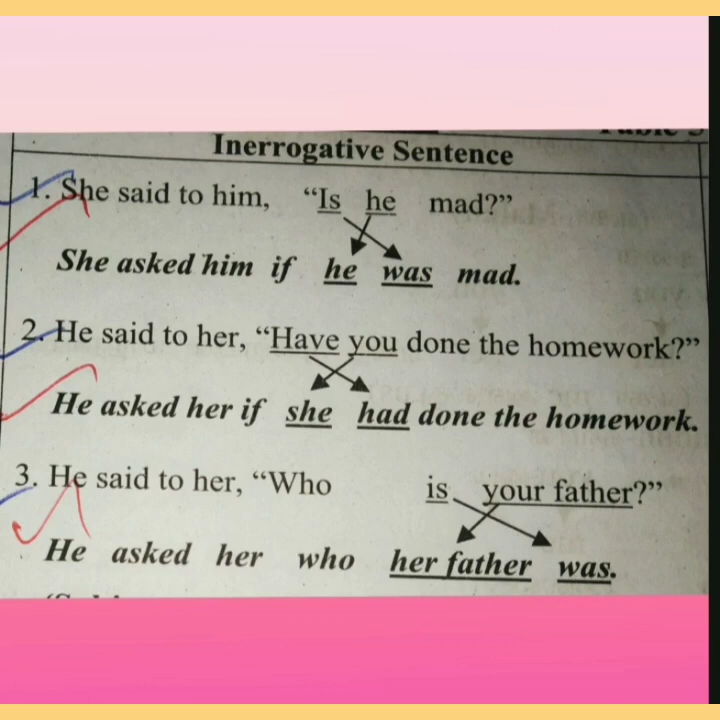 Inerrogative Sentence
1. She said to him, “Is he mad?”
She asked him if he was mad.
2. He said to her, “Have you done the homework?”
He asked her if she had done the homework.
3. He said to her, “Who is your father?”
He asked her who her father was.